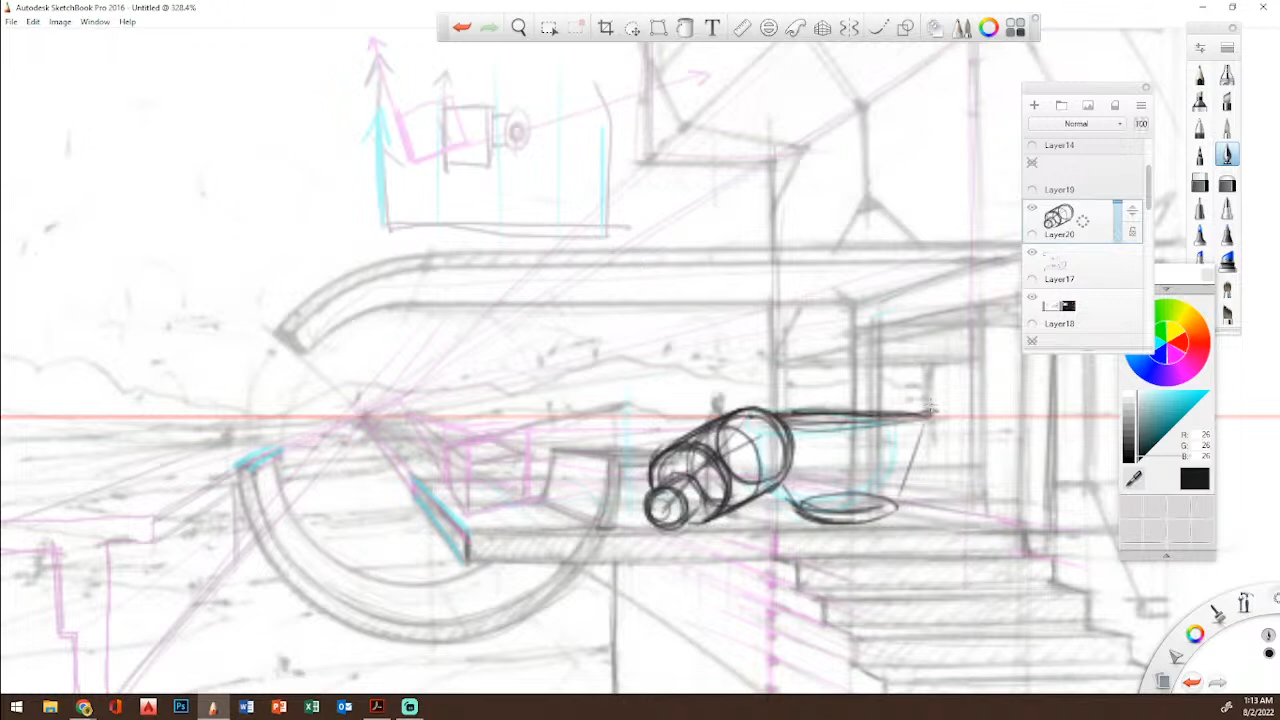 Autodesk SketchBook Pro 2016 - Untitled @ 328.4%
File Edit Image Window Help
T
Normal
100
Layer14
Layer19
Layer20
Layer17
Layer18
R: 26
G: 26
B: 26
1:13 AM
8/2/2022